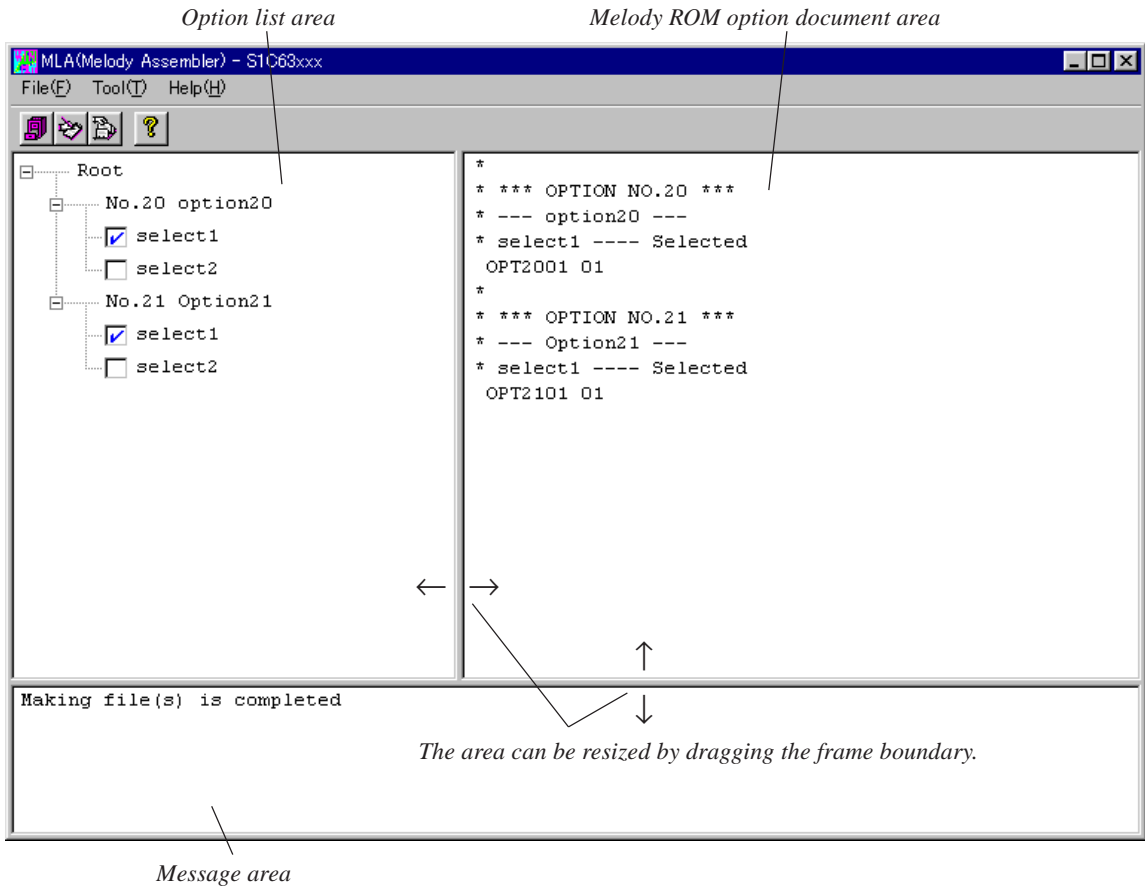 Option list area
Melody ROM option document area
MLA(Melody Assembler) - S1C63xxx
File(F) Tool(T) Help(H)
Root
No.20 option20
select1
select2
No.21 Option21
select1
select2
*
* *** OPTION NO.20 ***
* --- option20 ---
* select1 ---- Selected
OPT2001 01
*
* *** OPTION NO.21 ***
* --- Option21 ---
* select1 ---- Selected
OPT2101 01
Making file(s) is completed
The area can be resized by dragging the frame boundary.
Message area